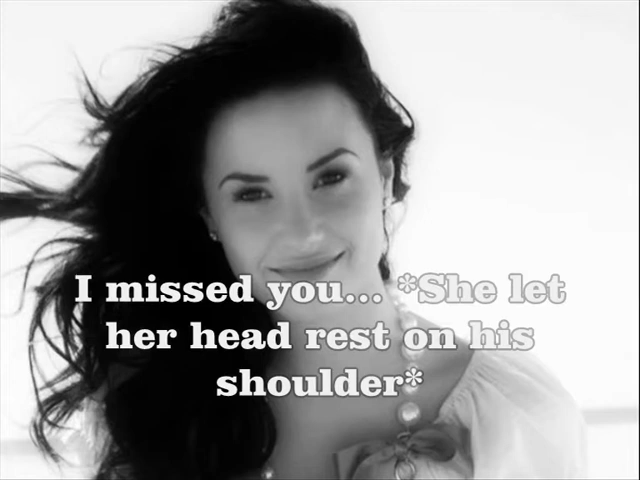 I missed you... *She let
her head rest on his
shoulder*